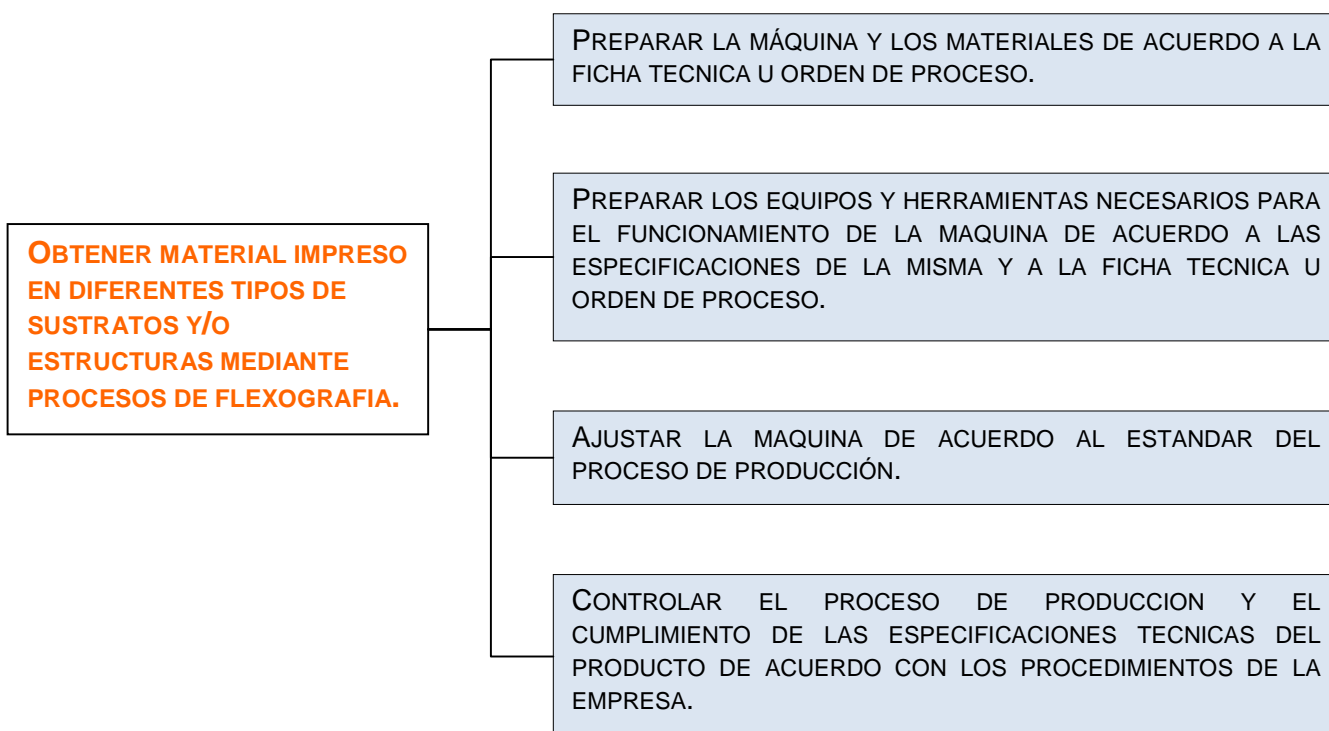 OBTENER MATERIAL IMPRESO
EN DIFERENTES TIPOS DE
SUSTRATOS Y/O
ESTRUCTURAS MEDIANTE
PROCESOS DE FLEXOGRAFIA.
PREPARAR LA MÁQUINA Y LOS MATERIALES DE ACUERDO A LA
FICHA TECNICA U ORDEN DE PROCESO.
PREPARAR LOS EQUIPOS Y HERRAMIENTAS NECESARIOS PARA
EL FUNCIONAMIENTO DE LA MAQUINA DE ACUERDO A LAS
ESPECIFICACIONES DE LA MISMA Y A LA FICHA TECNICA U
ORDEN DE PROCESO.
AJUSTAR LA MAQUINA DE ACUERDO AL ESTANDAR DEL
PROCESO DE PRODUCCIÓN.
CONTROLAR EL PROCESO DE PRODUCCION Y EL
CUMPLIMIENTO DE LAS ESPECIFICACIONES TECNICAS DEL
PRODUCTO DE ACUERDO CON LOS PROCEDIMIENTOS DE LA
EMPRESA.